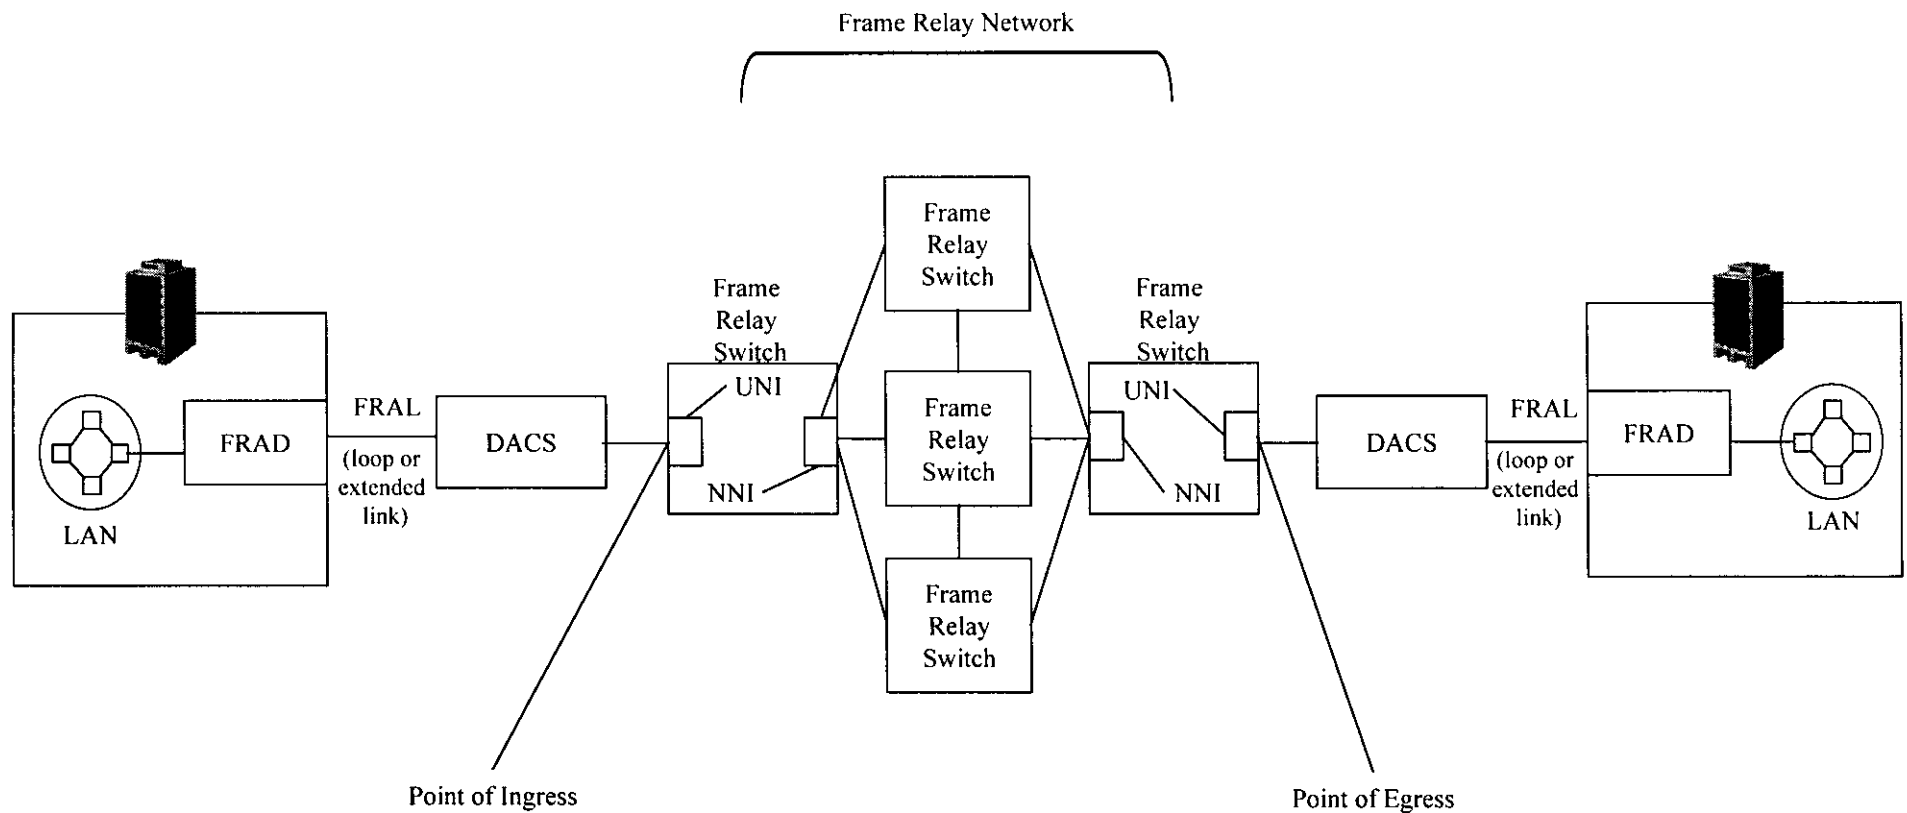 Frame Relay Network
Frame
Relay
Switch
Frame
Relay
Switch
UNI
NNI
Frame
Relay
Switch
UNI
NNI
Frame
Relay
Switch
Frame
Relay
Switch
LAN
FRAD
FRAL
(loop or
extended
link)
DACS
DACS
FRAL
(loop or
extended
link)
FRAD
LAN
Point of Ingress
Point of Egress